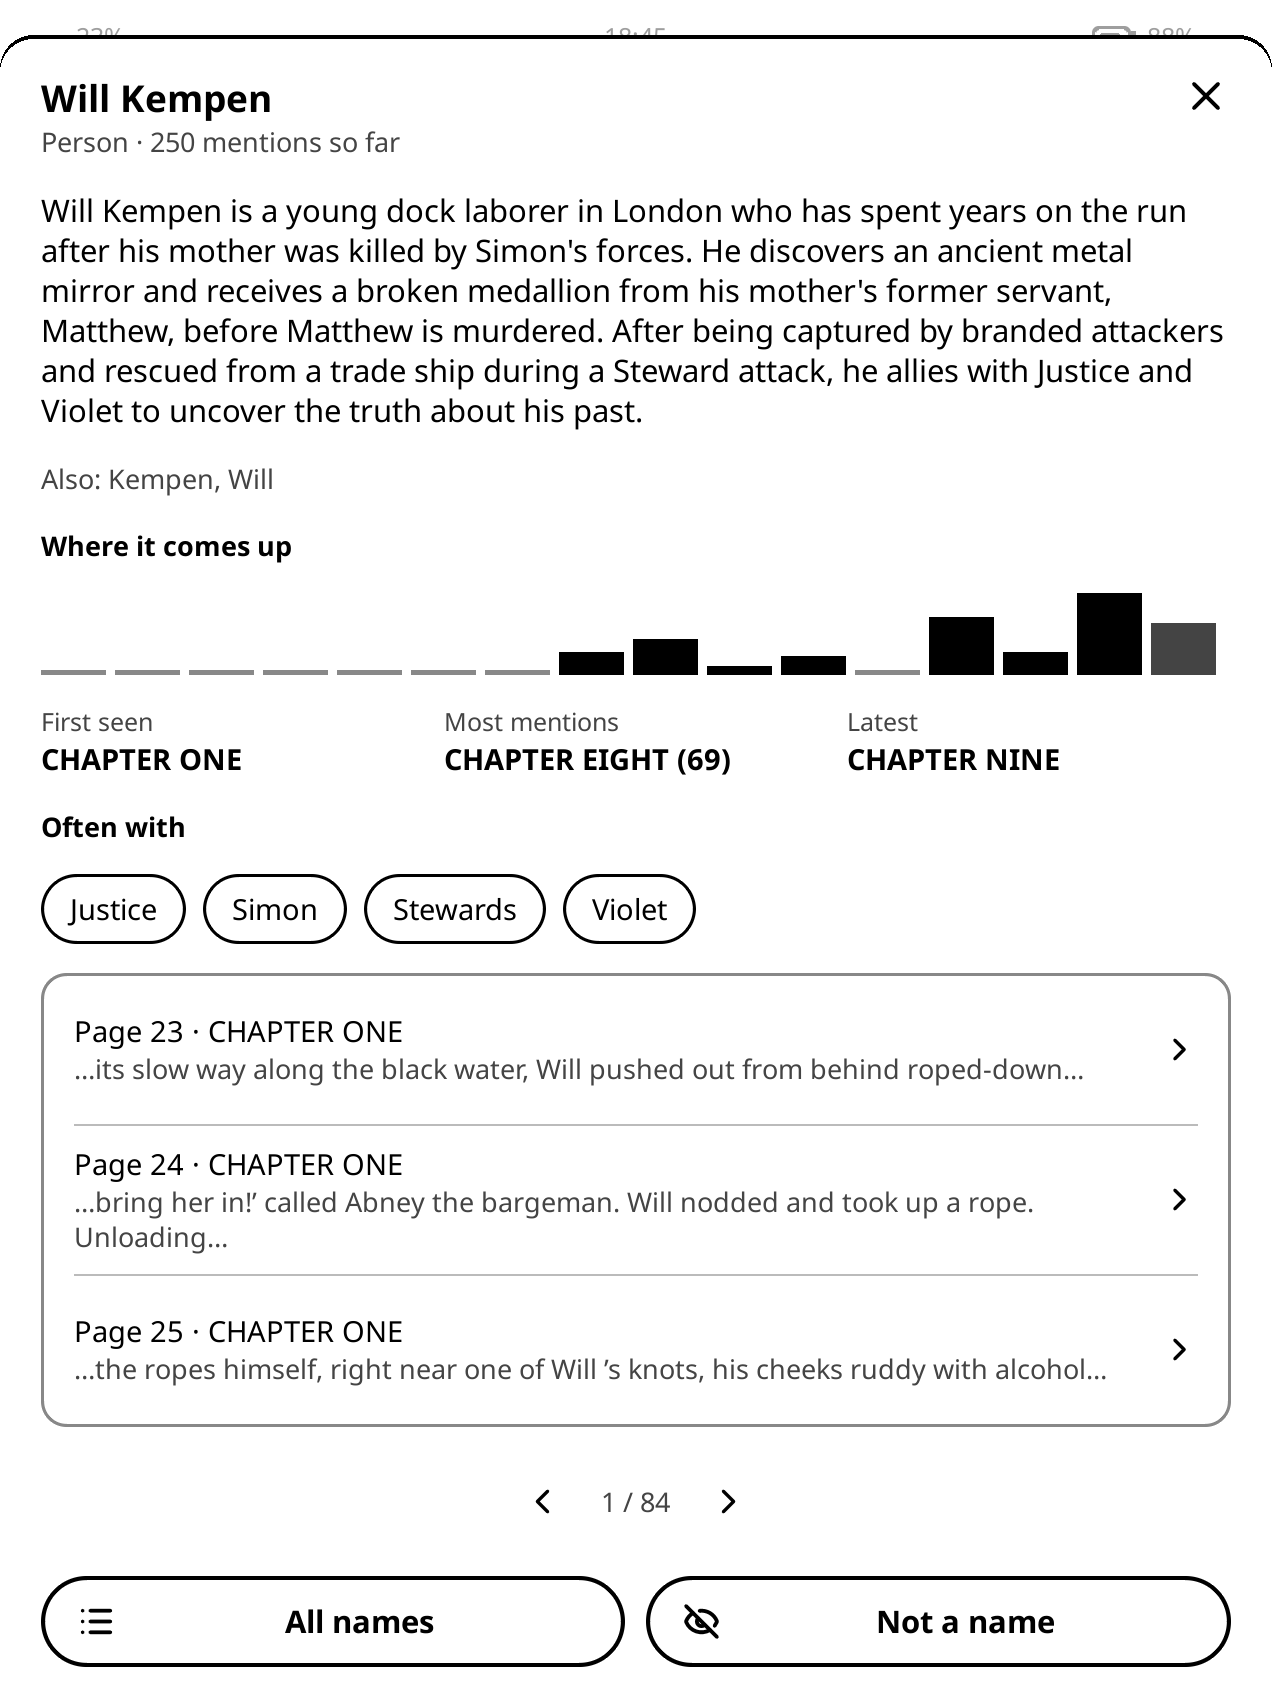 23% 18:45 88%
Will Kempen
Person · 250 mentions so far
Will Kempen is a young dock laborer in London who has spent years on the run
after his mother was killed by Simon's forces. He discovers an ancient metal
mirror and receives a broken medallion from his mother's former servant,
Matthew, before Matthew is murdered. After being captured by branded attackers
and rescued from a trade ship during a Steward attack, he allies with Justice and
Violet to uncover the truth about his past.
Also: Kempen, Will
Where it comes up
First seen
CHAPTER ONE
Most mentions
CHAPTER EIGHT (69)
Latest
CHAPTER NINE
Often with
Justice
Simon
Stewards
Violet
Page 23 · CHAPTER ONE
…its slow way along the black water, Will pushed out from behind roped-down…
Page 24 · CHAPTER ONE
…bring her in!’ called Abney the bargeman. Will nodded and took up a rope.
Unloading…
Page 25 · CHAPTER ONE
…the ropes himself, right near one of Will ’s knots, his cheeks ruddy with alcohol…
1 / 84
All names
Not a name